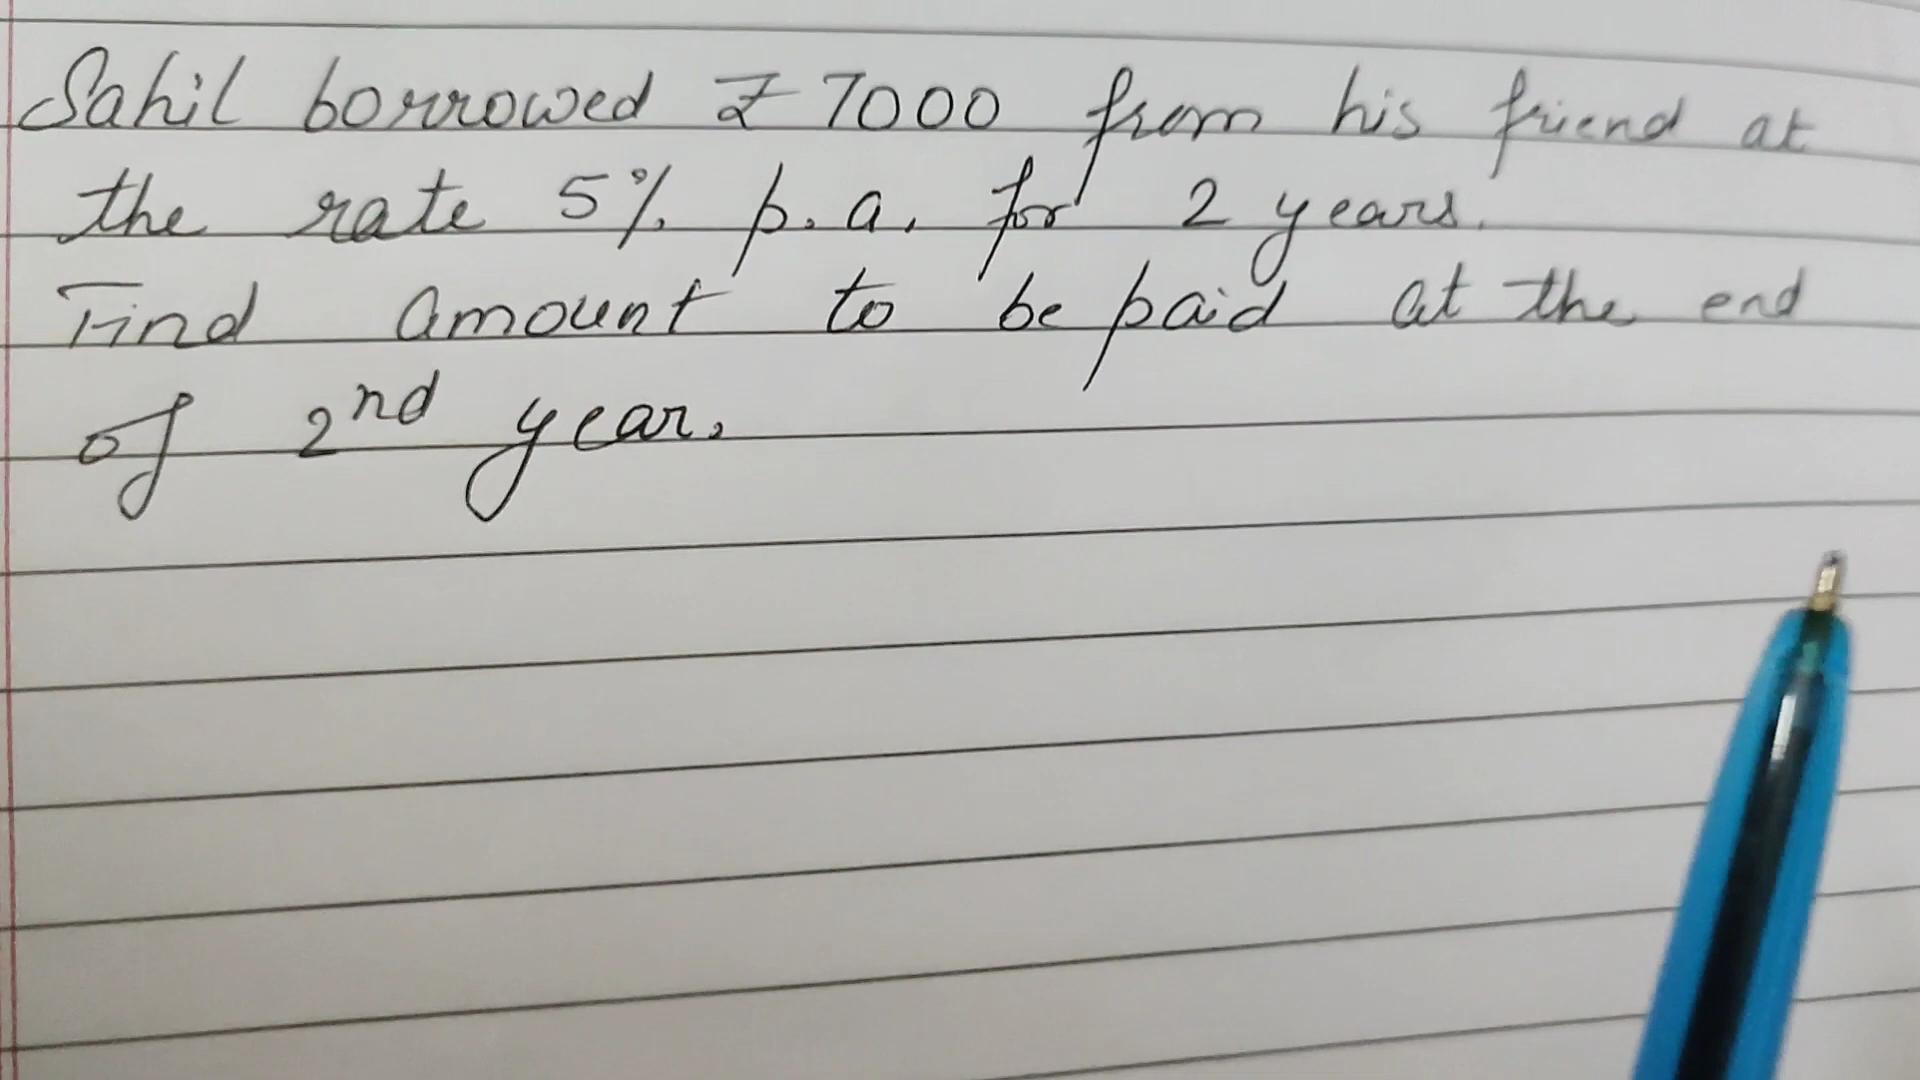 Sahil borrowed ₹ 7000 from his friend at
the rate 5% p.a. for 2 years.
Find amount to be paid at the end
of 2nd year.